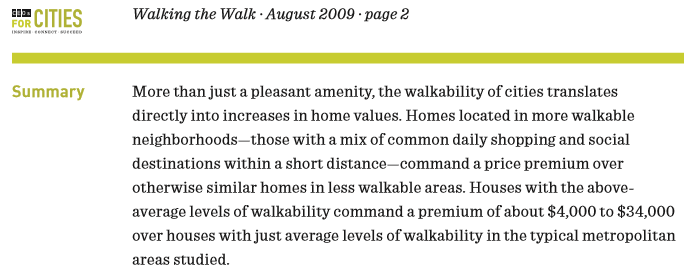 CEOs
FOR CITIES
INSPIRE · CONNECT · SUCCEED
Walking the Walk · August 2009 · page 2
Summary
More than just a pleasant amenity, the walkability of cities translates
directly into increases in home values. Homes located in more walkable
neighborhoods—those with a mix of common daily shopping and social
destinations within a short distance—command a price premium over
otherwise similar homes in less walkable areas. Houses with the above-
average levels of walkability command a premium of about $4,000 to $34,000
over houses with just average levels of walkability in the typical metropolitan
areas studied.